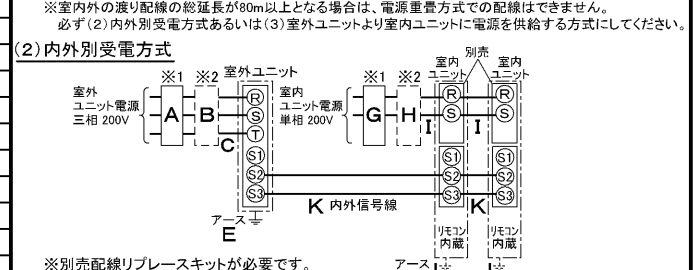 ※室内外の渡り配線の総延長が80m以上となる場合は、電源重畳方式での配線はできません。
必ず(2)内外別受電方式あるいは(3)室外ユニットより室内ユニットに電源を供給する方式にしてください。
(2)内外別受電方式
別売
※1 ※2 室外ユニット ※1 ※2 室内ユニット 室内ユニット
室外
ユニット電源
三相 200V
A B C
R
S
T
S1
S2
S3
室内
ユニット電源
単相 200V
G H I I
R R
S S
S1 S1
S2 S2
S3 S3
K 内外信号線 K
アース
E
リモコン内蔵 リモコン内蔵
※別売配線リプレースキットが必要です。
アース